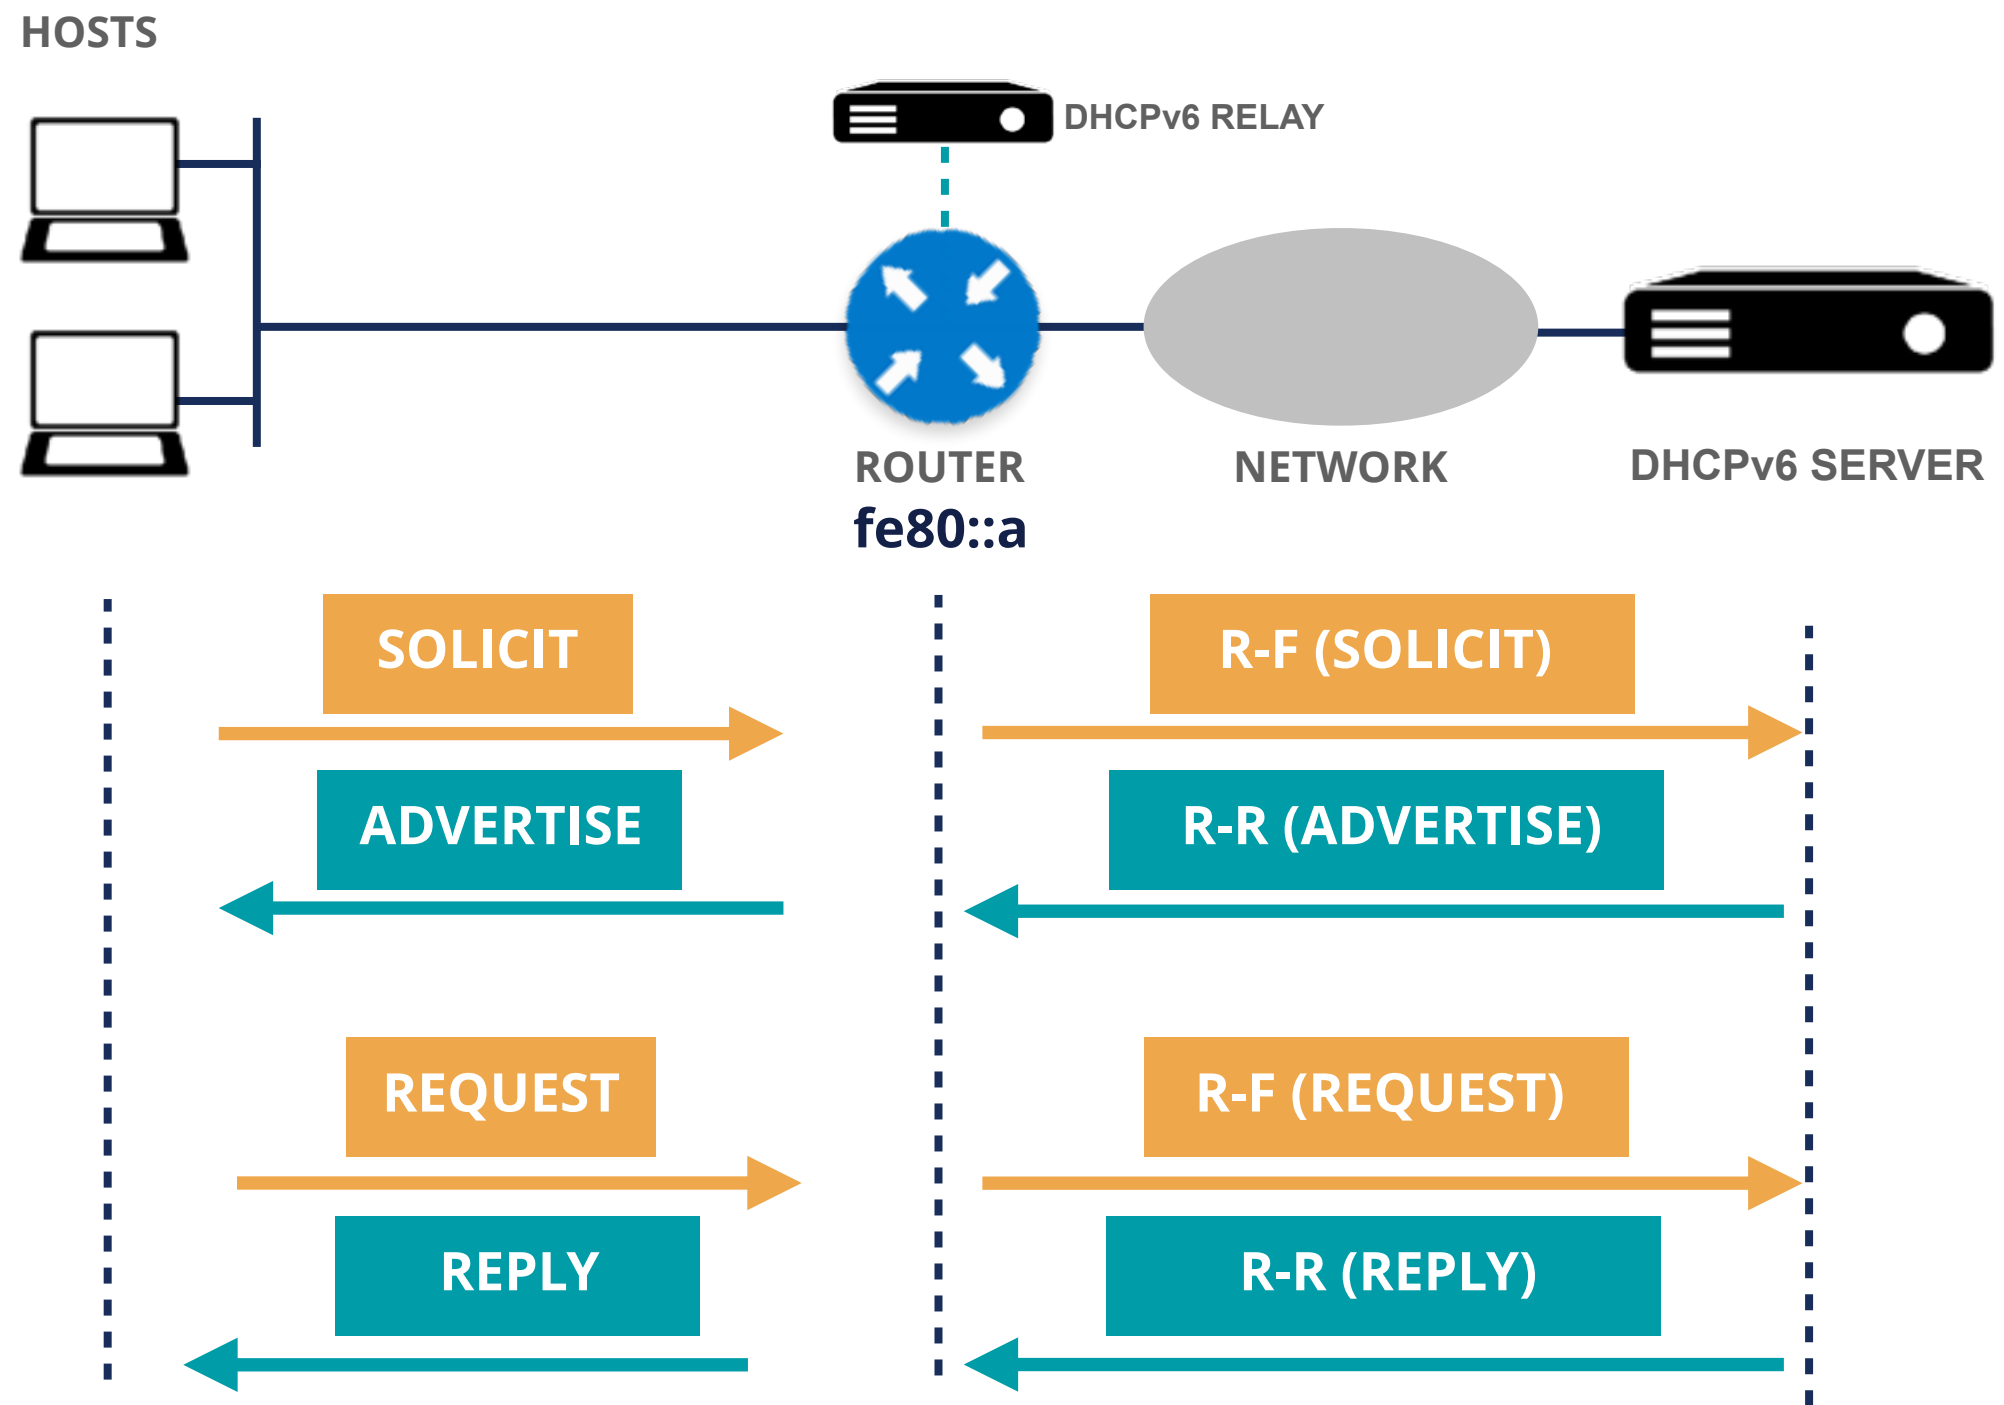 HOSTS
DHCPv6 RELAY
ROUTER
fe80::a
NETWORK
DHCPv6 SERVER
SOLICIT
R-F (SOLICIT)
ADVERTISE
R-R (ADVERTISE)
REQUEST
R-F (REQUEST)
REPLY
R-R (REPLY)